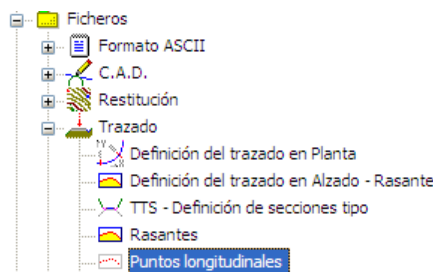 Ficheros
Formato ASCII
C.A.D.
Restitución
Trazado
Definición del trazado en Planta
Definición del trazado en Alzado - Rasante
TTS - Definición de secciones tipo
Rasantes
Puntos longitudinales